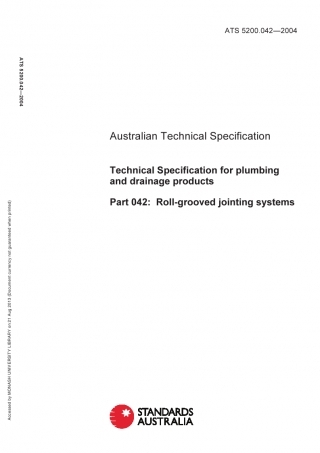 ATS 5200.042—2004
ATS 5200.042—2004
Australian Technical Specification
Technical Specification for plumbing
and drainage products
Part 042: Roll-grooved jointing systems
Accessed by MONASH UNIVERSITY LIBRARY on 21 Aug 2013 (Document currency not guaranteed when printed)
STANDARDS
AUSTRALIA